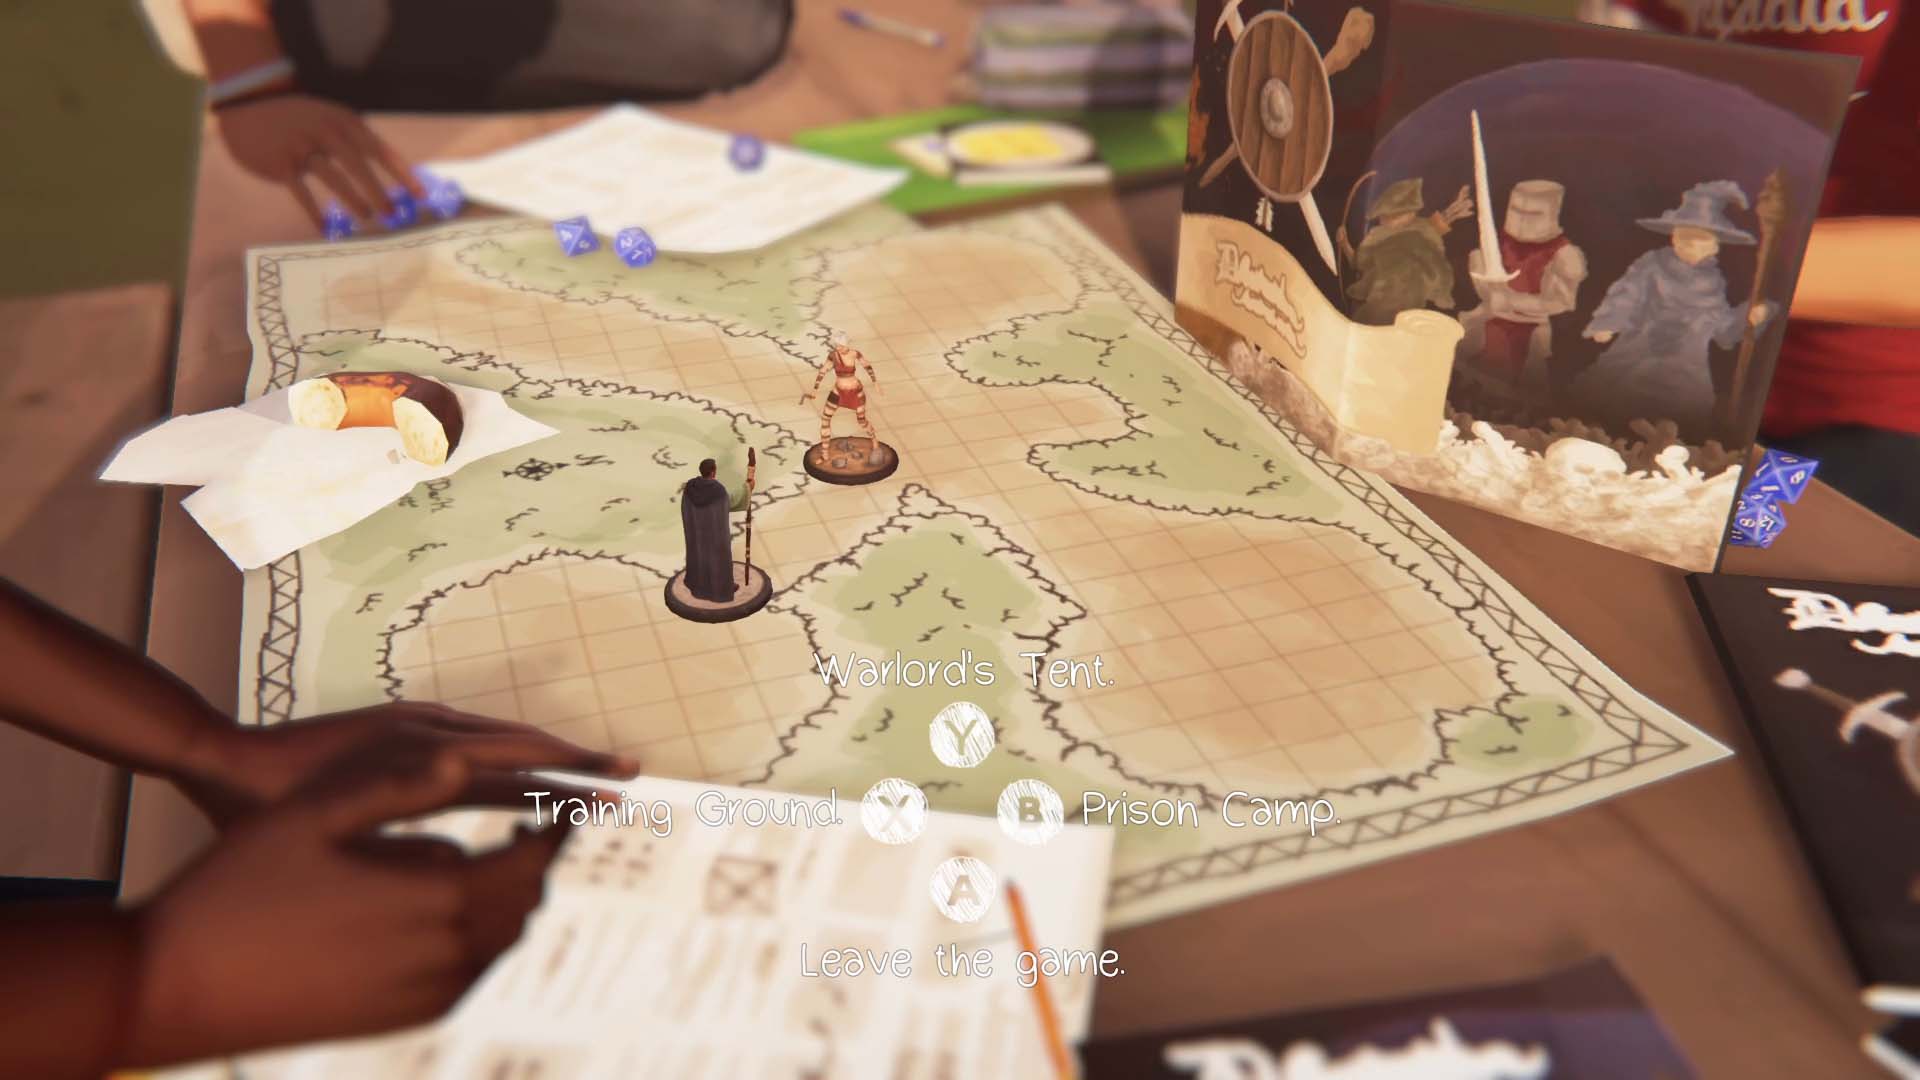 Warlord's Tent.
Y
Training Ground. X B Prison Camp.
A
Leave the game.